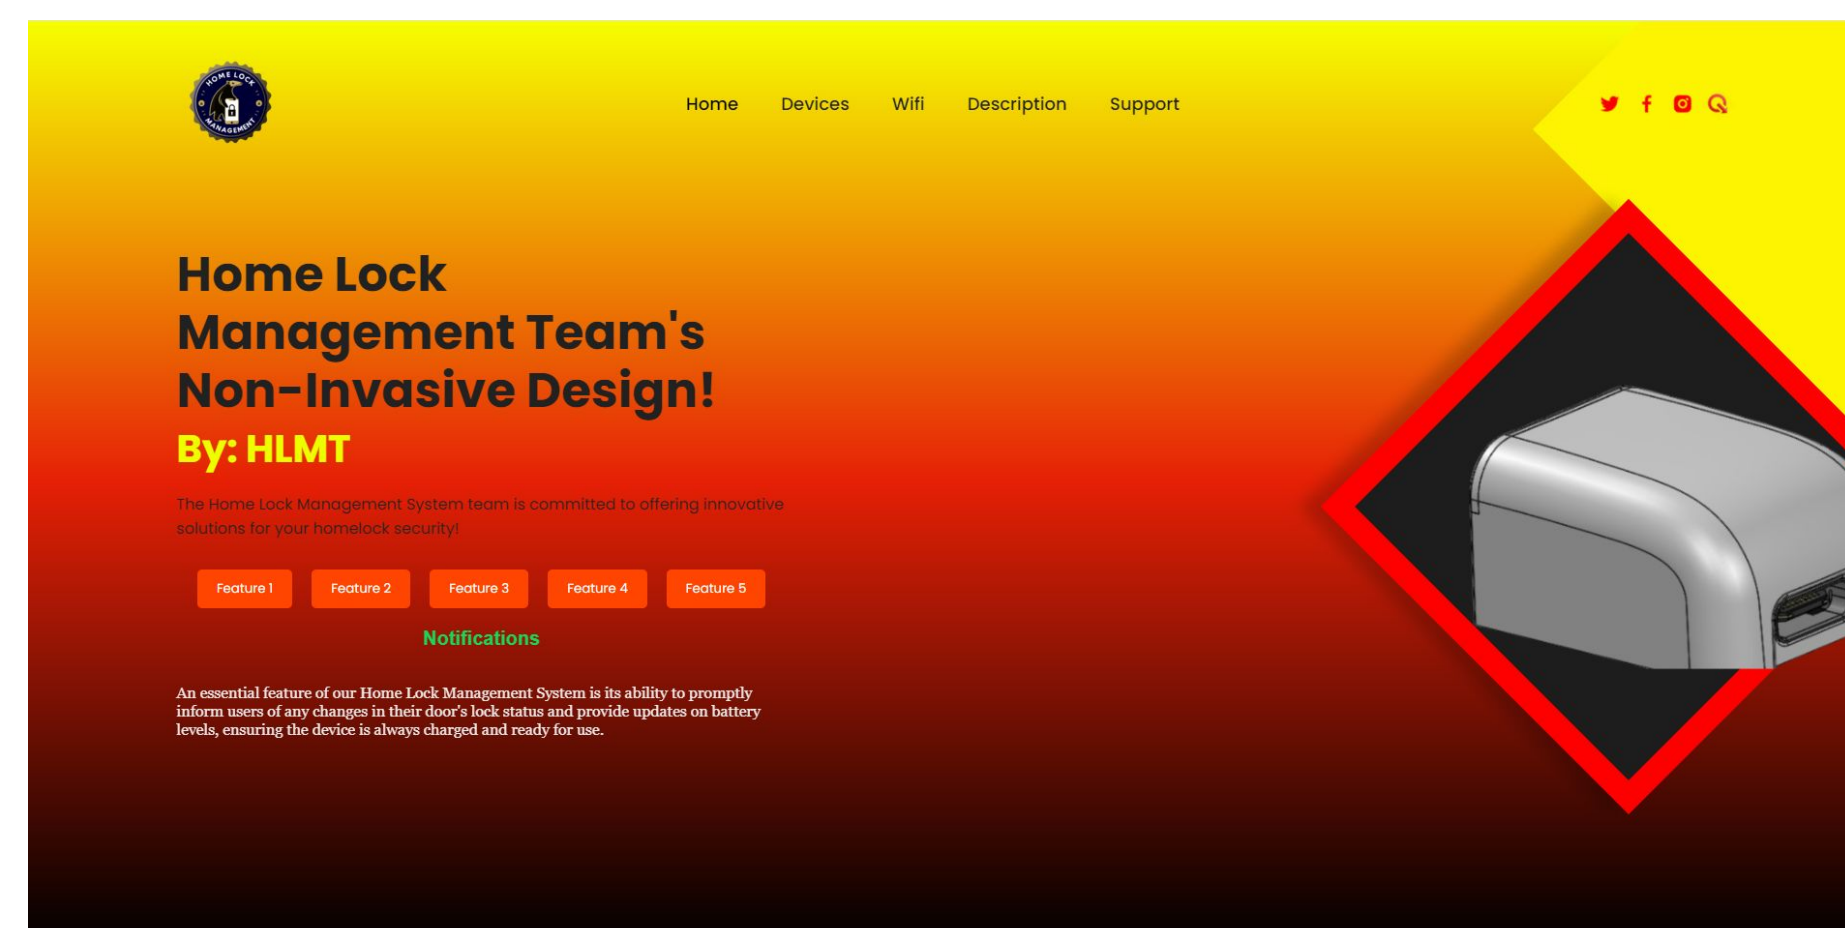 HOME LOCK
MANAGEMENT
Home Devices Wifi Description Support
Home Lock
Management Team's
Non-Invasive Design!
By: HLMT
The Home Lock Management System team is committed to offering innovative
solutions for your homelock security!
Feature 1 Feature 2 Feature 3 Feature 4 Feature 5
Notifications
An essential feature of our Home Lock Management System is its ability to promptly
inform users of any changes in their door's lock status and provide updates on battery
levels, ensuring the device is always charged and ready for use.